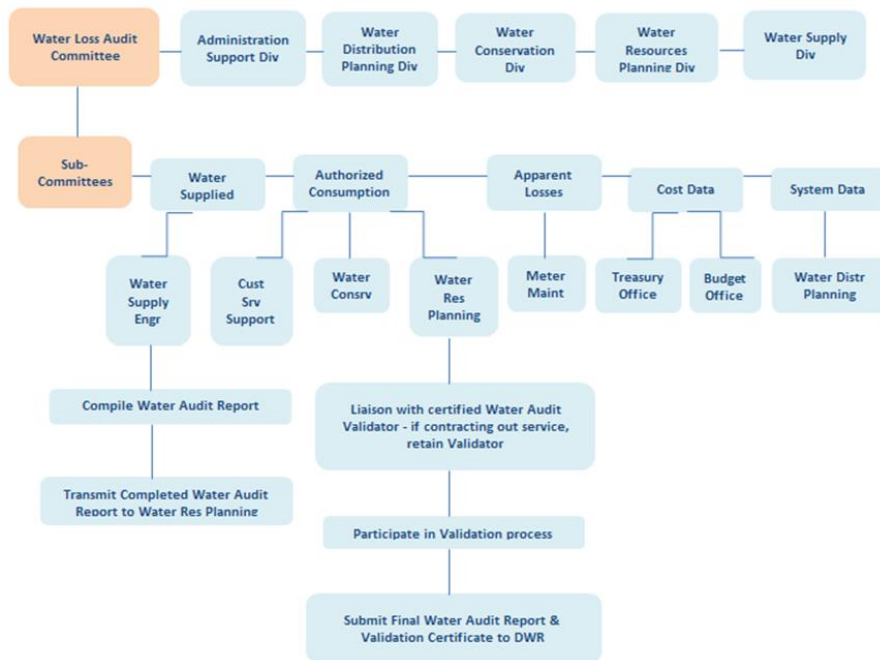 Water Loss Audit
Committee
Administration
Support Div
Water
Distribution
Planning Div
Water
Conservation
Div
Water
Resources
Planning Div
Water Supply
Div
Sub-
Committees
Water
Supplied
Authorized
Consumption
Apparent
Losses
Cost Data
System Data
Water
Supply
Engr
Cust
Srv
Support
Water
Consrv
Water
Res
Planning
Meter
Maint
Treasury
Office
Budget
Office
Water Distr
Planning
Compile Water Audit Report
Liaison with certified Water Audit
Validator - if contracting out service,
retain Validator
Transmit Completed Water Audit
Report to Water Res Planning
Participate in Validation process
Submit Final Water Audit Report &
Validation Certificate to DWR